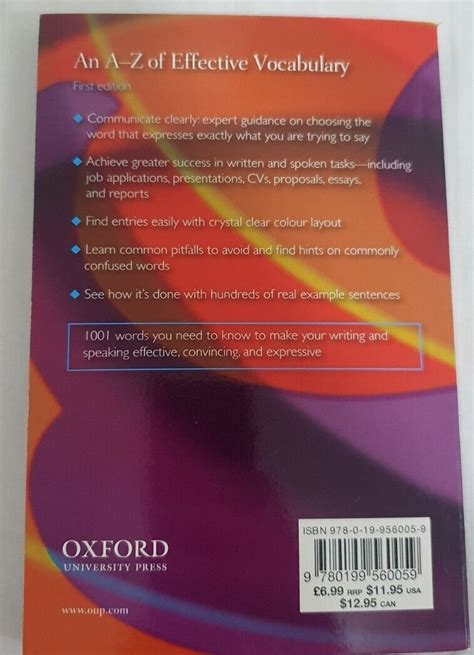 An A–Z of Effective Vocabulary
First edition
Communicate clearly: expert guidance on choosing the
word that expresses exactly what you are trying to say
Achieve greater success in written and spoken tasks—including
job applications, presentations, CVs, proposals, essays,
and reports
Find entries easily with crystal clear colour layout
Learn common pitfalls to avoid and find hints on commonly
confused words
See how it's done with hundreds of real example sentences
1001 words you need to know to make your writing and
speaking effective, convincing, and expressive
ISBN 978-0-19-956005-9
9 780199 560059
£6.99 RRP $11.95 USA
$12.95 CAN
OXFORD
UNIVERSITY PRESS
www.oup.com